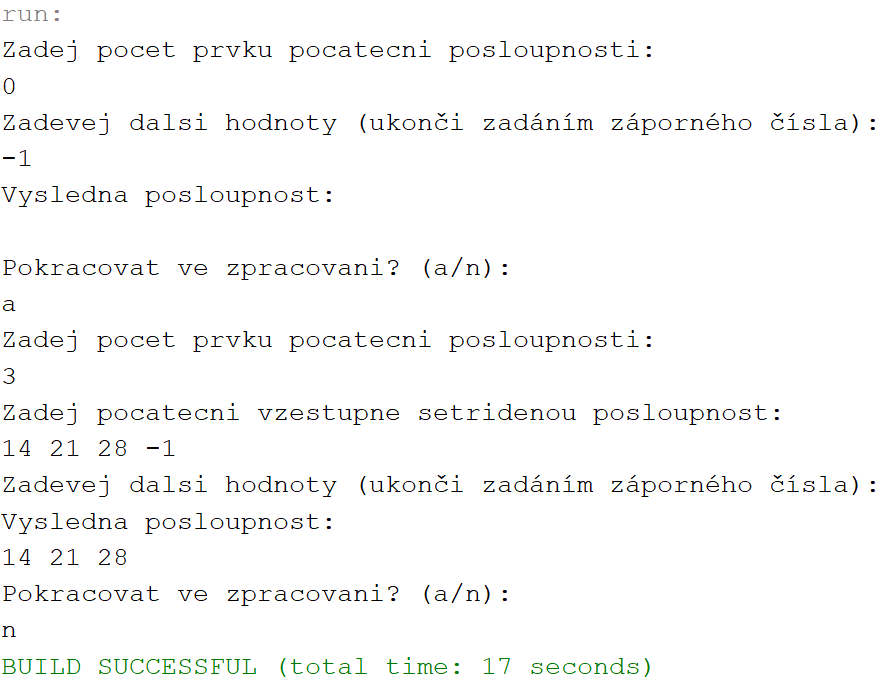 run:
Zadej pocet prvku pocatecni posloupnosti:
0
Zadevej dalsi hodnoty (ukonči zadáním záporného čísla):
-1
Vysledna posloupnost:
Pokracovat ve zpracovani? (a/n):
a
Zadej pocet prvku pocatecni posloupnosti:
3
Zadej pocatecni vzestupne setridenou posloupnost:
14 21 28 -1
Zadevej dalsi hodnoty (ukonči zadáním záporného čísla):
Vysledna posloupnost:
14 21 28
Pokracovat ve zpracovani? (a/n):
n
BUILD SUCCESSFUL (total time: 17 seconds)